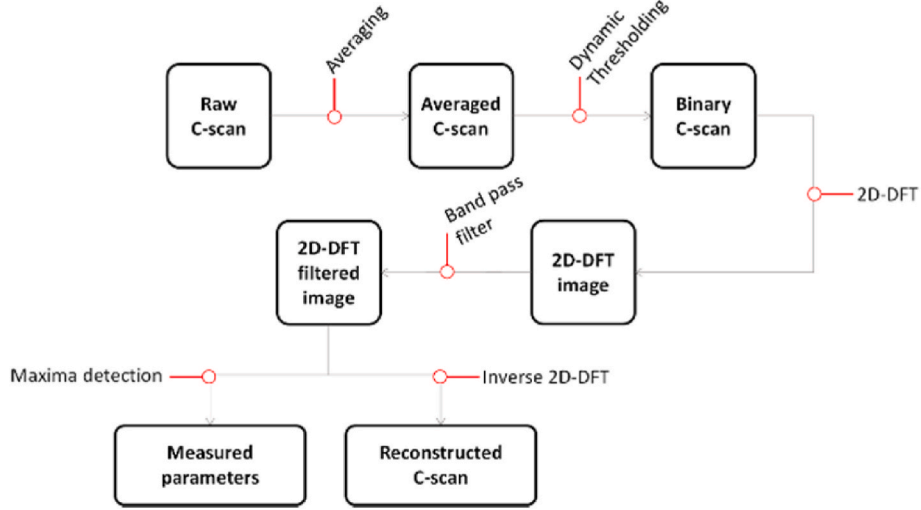 Averaging
Dynamic
Thresholding
Raw
C-scan
Averaged
C-scan
Binary
C-scan
2D-DFT
Band pass
filter
2D-DFT
filtered
image
2D-DFT
image
Maxima detection
Inverse 2D-DFT
Measured
parameters
Reconstructed
C-scan